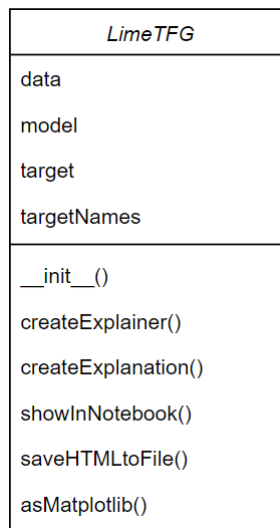 LimeTFG
data
model
target
targetNames
__init__()
createExplainer()
createExplanation()
showInNotebook()
saveHTMLtoFile()
asMatplotlib()